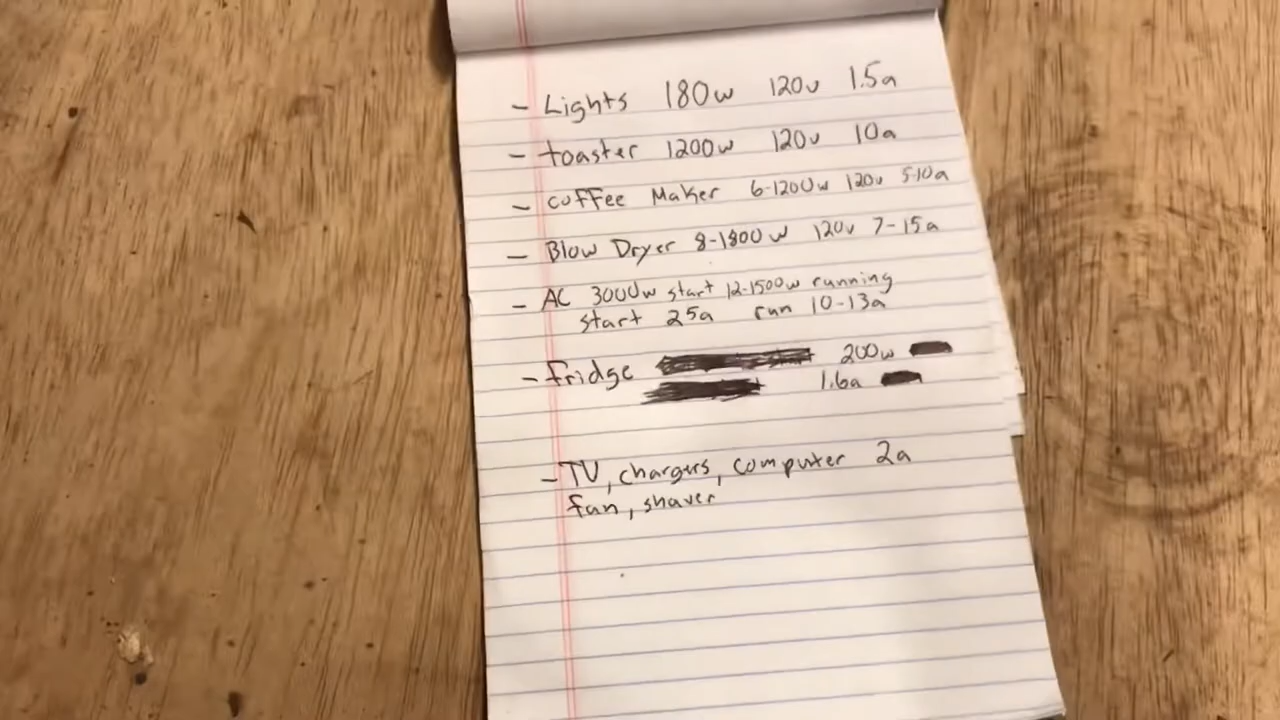 - Lights 180w 120v 1.5a
- toaster 1200w 120v 10a
- coffee Maker 6-1200w 120v 5-10a
- Blow Dryer 8-1800w 120v 7-15a
- AC 3000w start 12-1500w running
start 25a run 10-13a
- fridge 200w
1.6a
- TV, chargers, computer 2a
fan, shaver